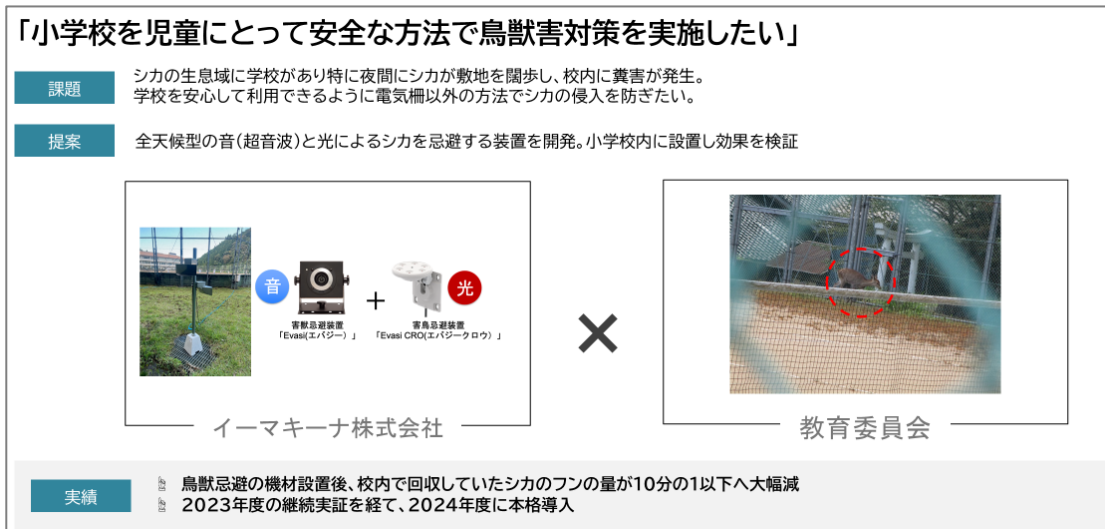 「小学校を児童にとって安全な方法で鳥獣害対策を実施したい」
課題
シカの生息域に学校があり特に夜間にシカが敷地を闊歩し、校内に糞害が発生。
学校を安心して利用できるように電気柵以外の方法でシカの侵入を防ぎたい。
提案
全天候型の音(超音波)と光によるシカを忌避する装置を開発。小学校内に設置し効果を検証
音
+
光
害獣忌避装置
「Evasi(エバジー）」
害鳥忌避装置
「Evasi CRO(エバジークロウ）」
×
イーマキーナ株式会社
教育委員会
実績
鳥獣忌避の機材設置後、校内で回収していたシカのフンの量が10分の1以下へ大幅減
2023年度の継続実証を経て、2024年度に本格導入